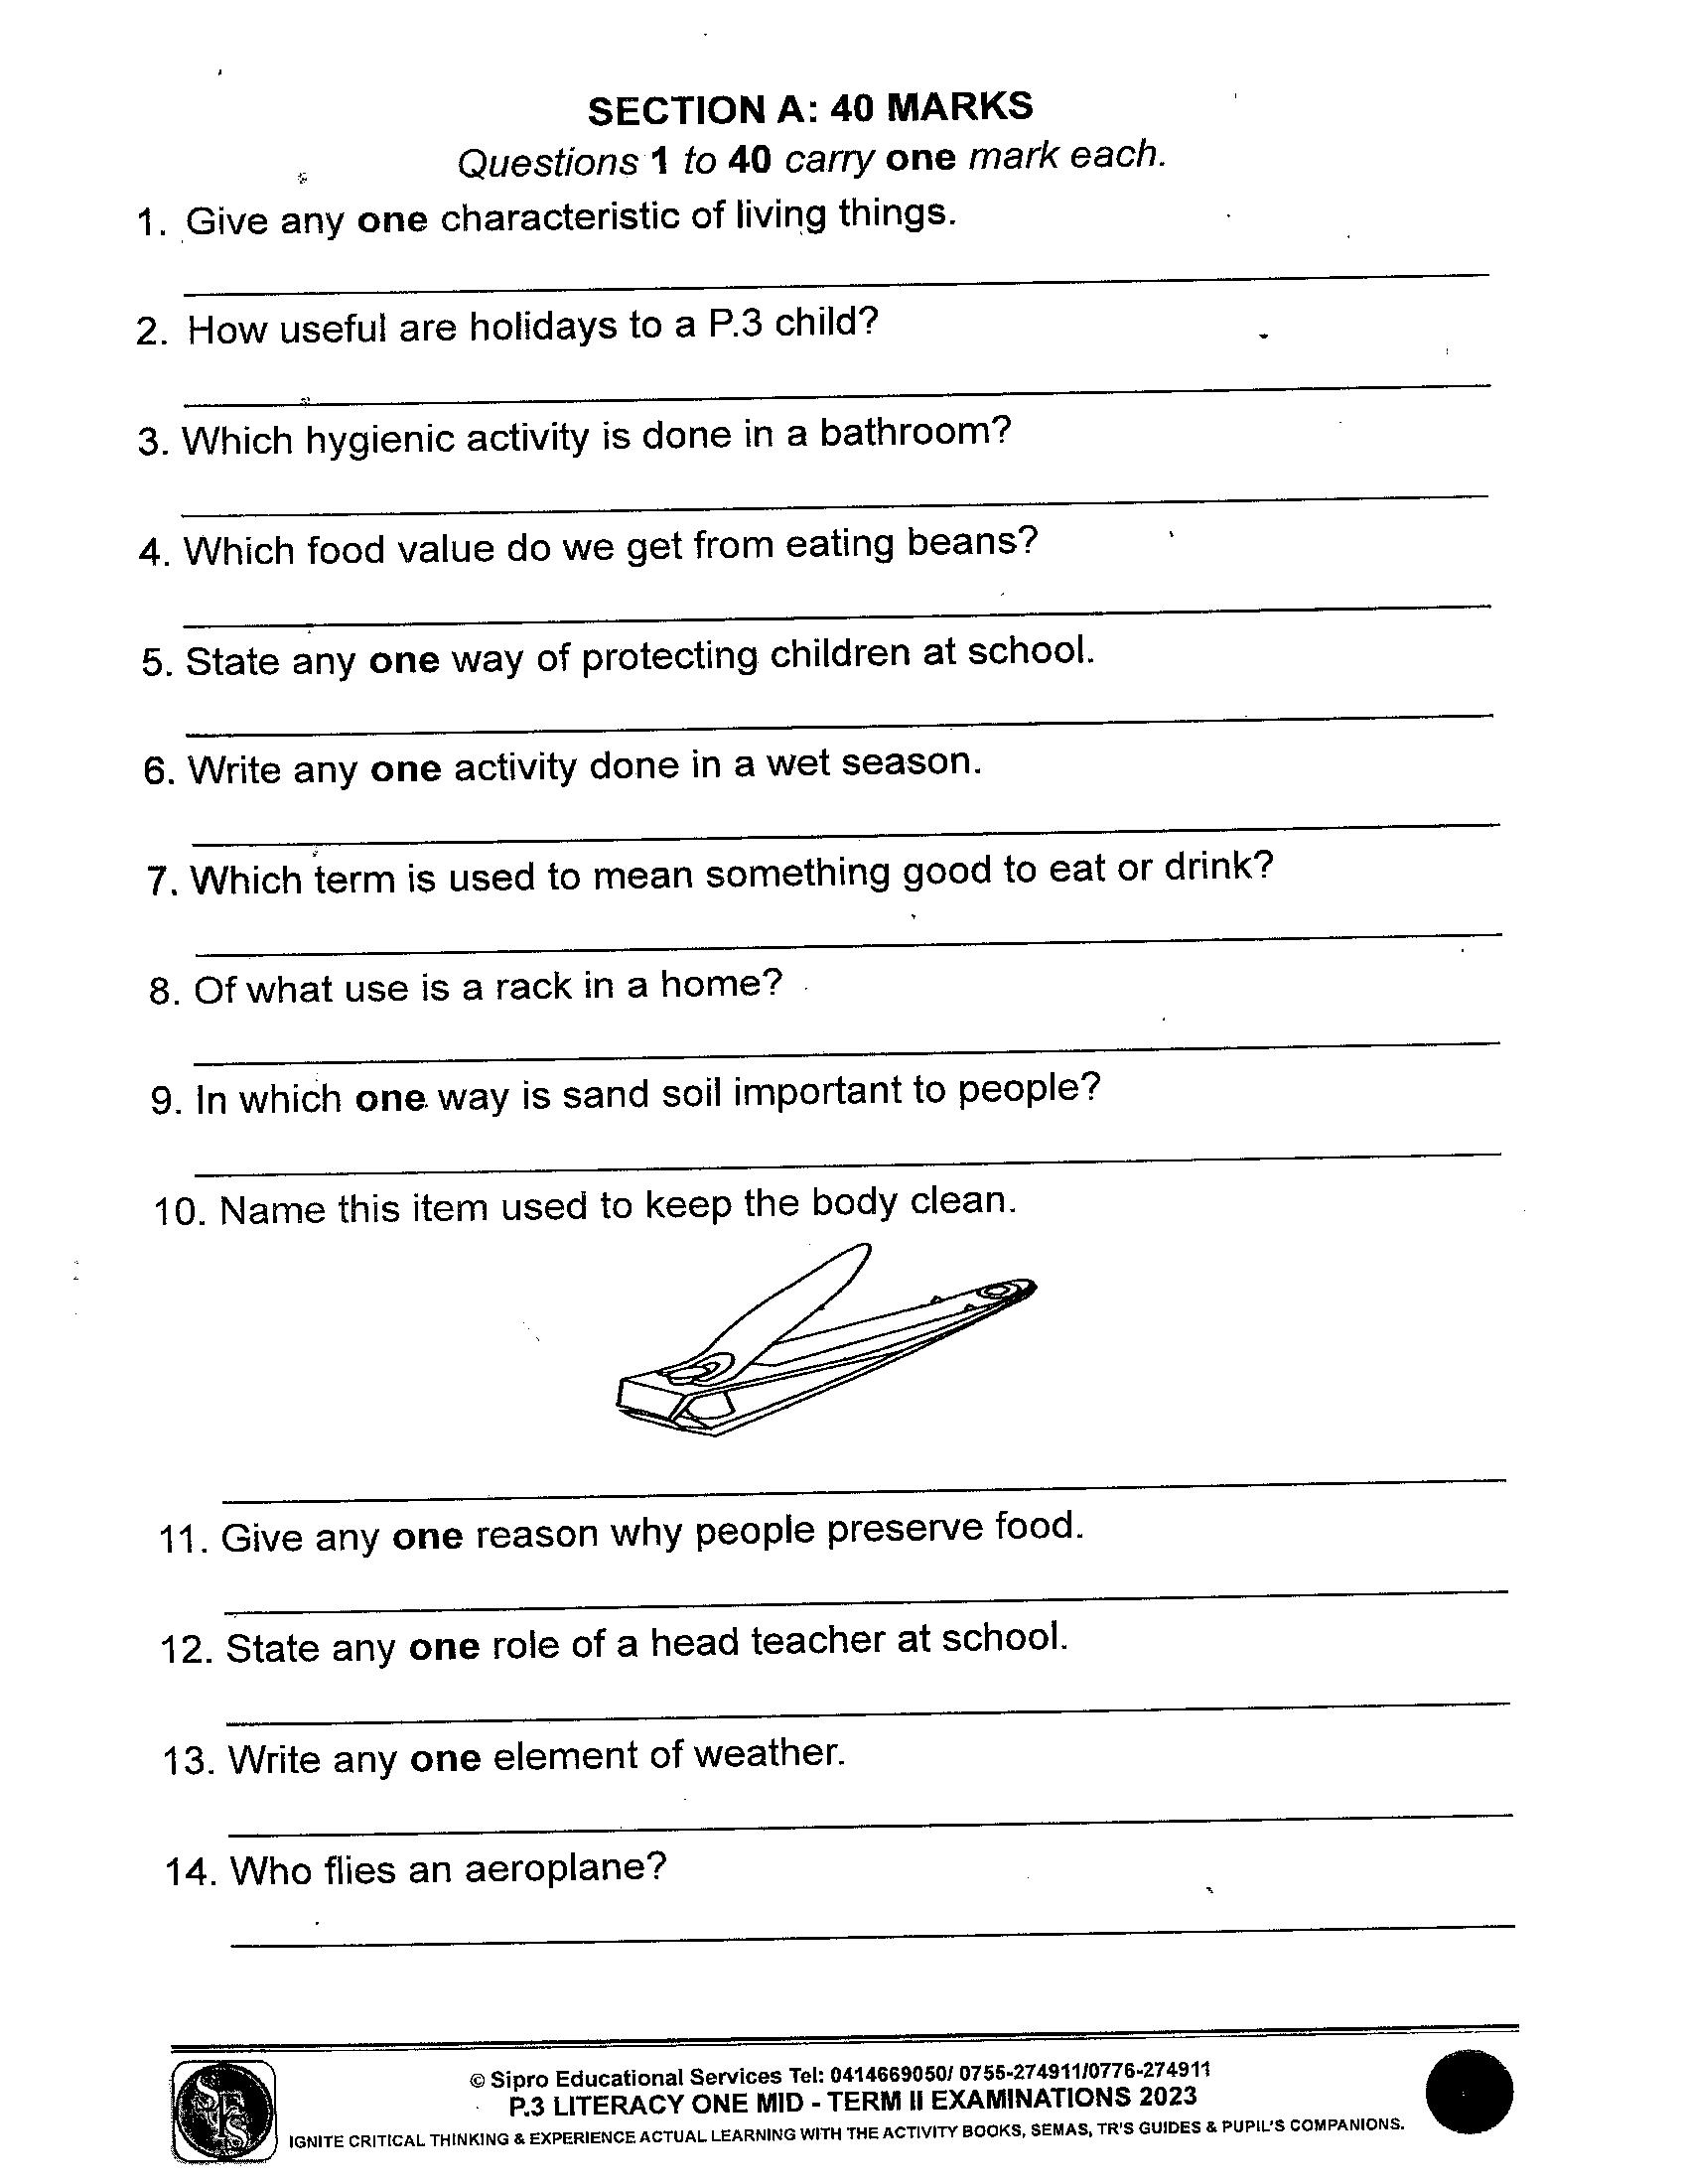 SECTION A: 40 MARKS
Questions 1 to 40 carry one mark each.
1. Give any one characteristic of living things.
2. How useful are holidays to a P.3 child?
3. Which hygienic activity is done in a bathroom?
4. Which food value do we get from eating beans?
5. State any one way of protecting children at school.
6. Write any one activity done in a wet season.
7. Which term is used to mean something good to eat or drink?
8. Of what use is a rack in a home?
9. In which one way is sand soil important to people?
10. Name this item used to keep the body clean.
11. Give any one reason why people preserve food.
12. State any one role of a head teacher at school.
13. Write any one element of weather.
14. Who flies an aeroplane?
© Sipro Educational Services Tel: 0414669050/ 0755-274911/0776-274911
P.3 LITERACY ONE MID - TERM II EXAMINATIONS 2023
IGNITE CRITICAL THINKING & EXPERIENCE ACTUAL LEARNING WITH THE ACTIVITY BOOKS, SEMAS, TR'S GUIDES & PUPIL'S COMPANIONS.